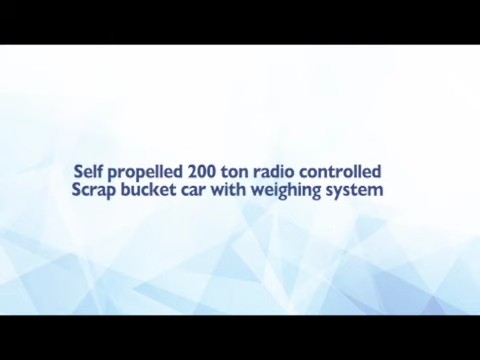 Self propelled 200 ton radio controlled
Scrap bucket car with weighing system